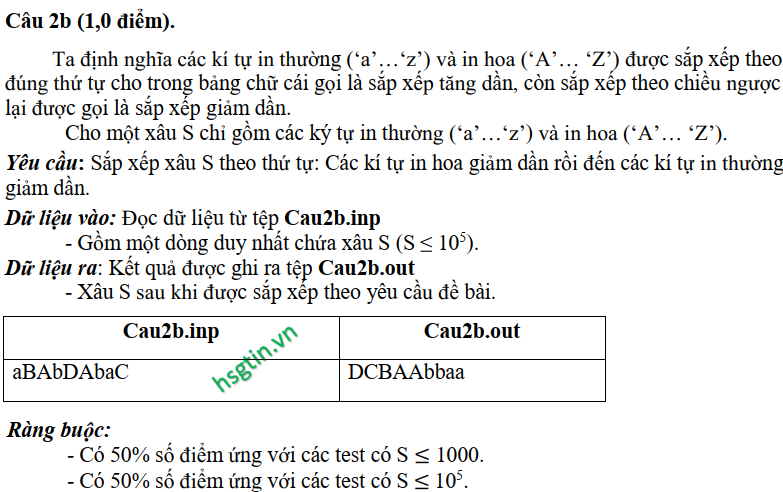 Câu 2b (1,0 điểm).
Ta định nghĩa các kí tự in thường (‘a’…‘z’) và in hoa (‘A’… ‘Z’) được sắp xếp theo
đúng thứ tự cho trong bảng chữ cái gọi là sắp xếp tăng dần, còn sắp xếp theo chiều ngược
lại được gọi là sắp xếp giảm dần.
Cho một xâu S chỉ gồm các ký tự in thường (‘a’…‘z’) và in hoa (‘A’… ‘Z’).
Yêu cầu: Sắp xếp xâu S theo thứ tự: Các kí tự in hoa giảm dần rồi đến các kí tự in thường
giảm dần.
Dữ liệu vào: Đọc dữ liệu từ tệp Cau2b.inp
- Gồm một dòng duy nhất chứa xâu S (S ≤ 10⁵).
Dữ liệu ra: Kết quả được ghi ra tệp Cau2b.out
- Xâu S sau khi được sắp xếp theo yêu cầu đề bài.
Cau2b.inp Cau2b.out
aBAbDAbaC DCBAAbbaa
hsgtin.vn
Ràng buộc:
- Có 50% số điểm ứng với các test có S ≤ 1000.
- Có 50% số điểm ứng với các test có S ≤ 10⁵.